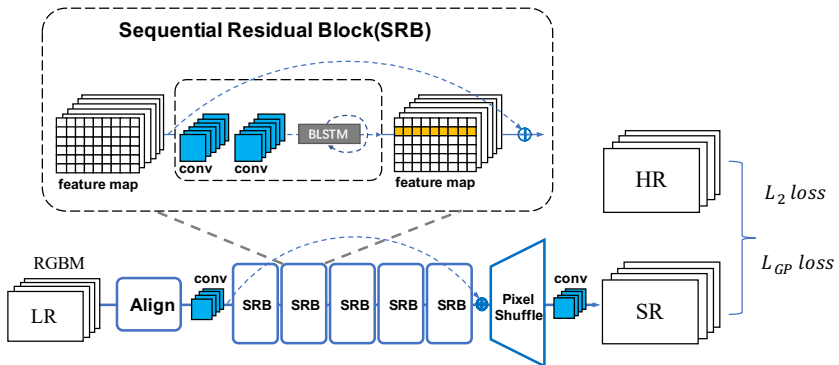 Sequential Residual Block(SRB)
BLSTM
conv
conv
feature map
feature map
HR
L2 loss
LGP loss
RGBM
LR
Align
conv
SRB
SRB
SRB
SRB
SRB
Pixel
Shuffle
conv
SR